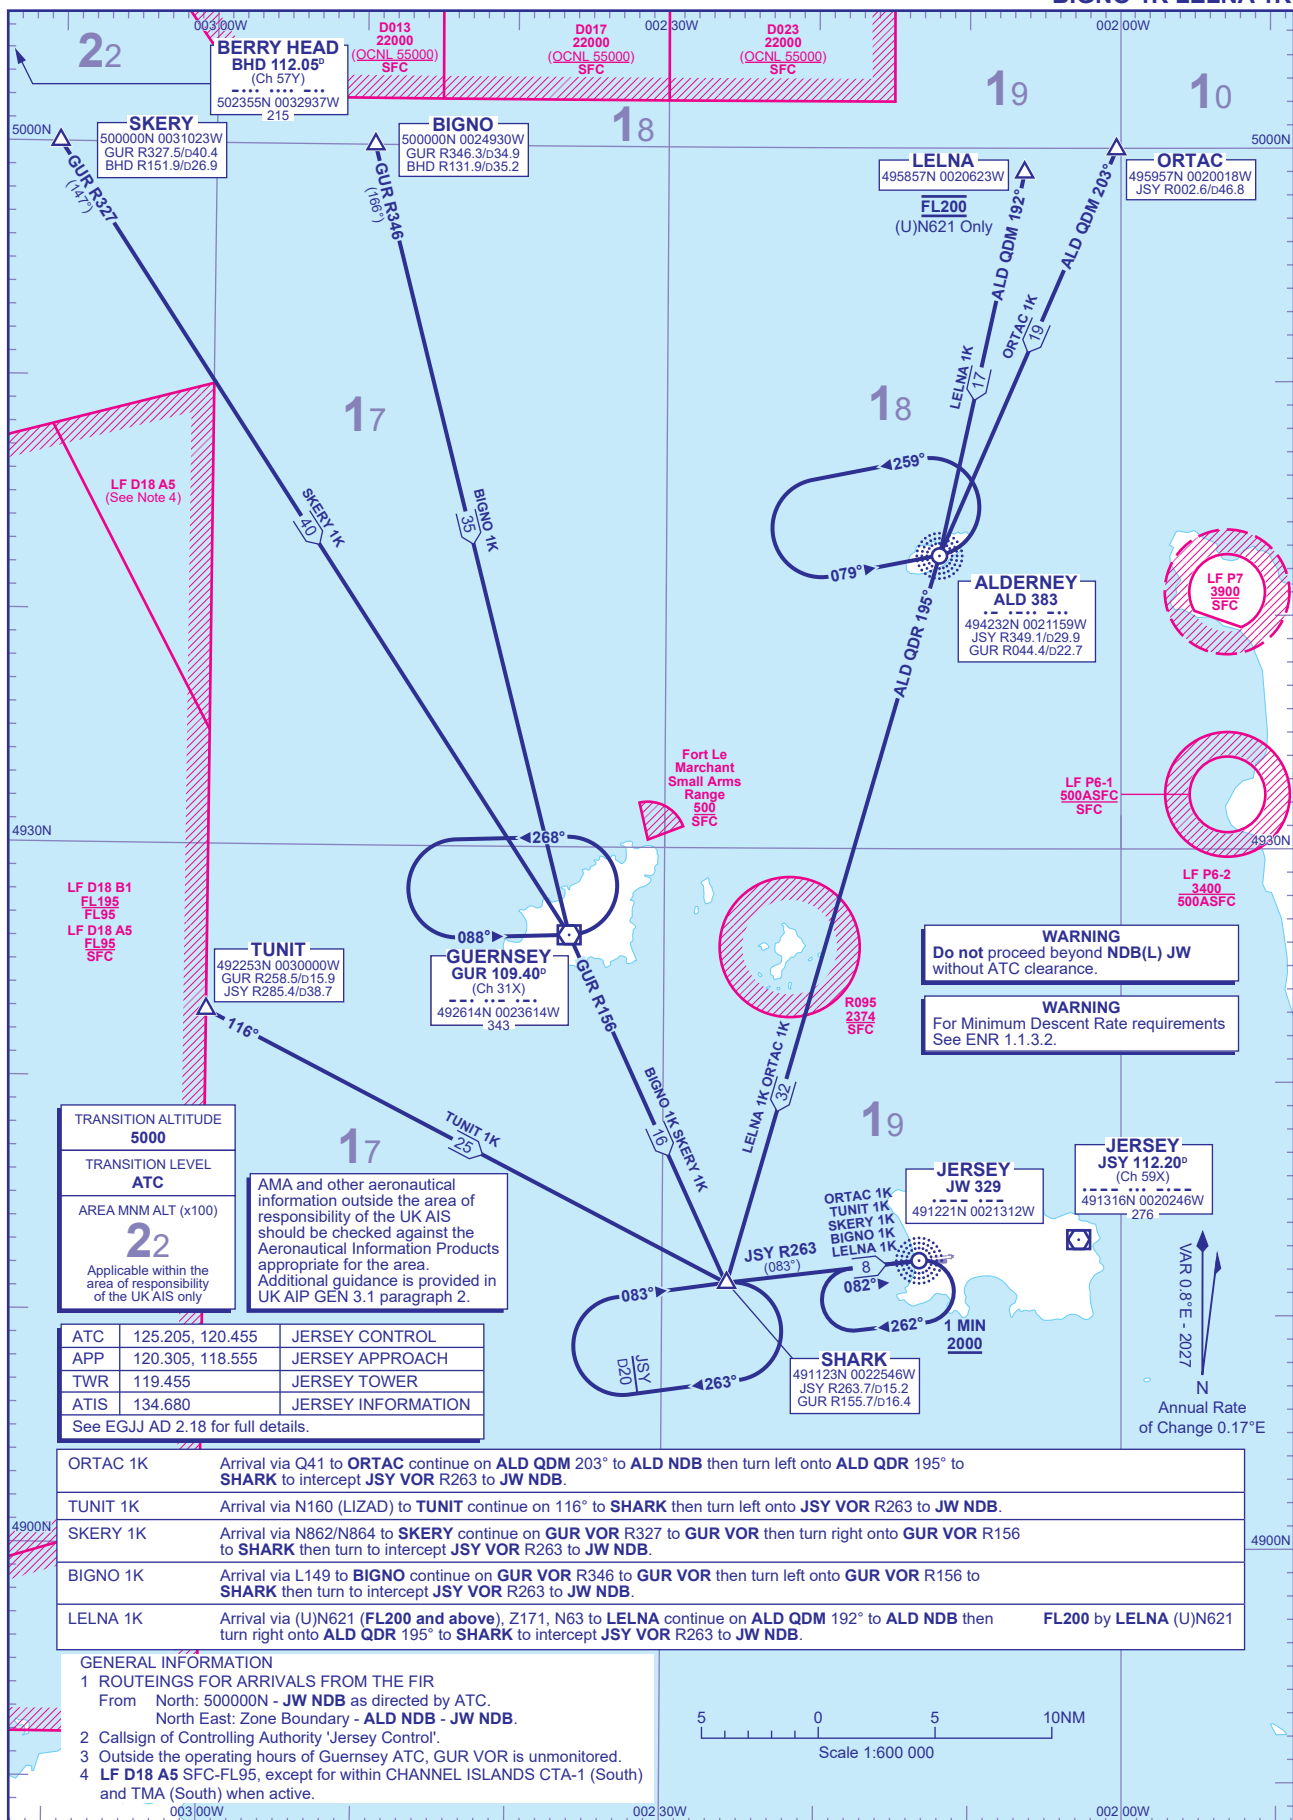 BIGNO 1K LELNA 1K
003 00W
002 30W
002 00W
22
BERRY HEAD
BHD 112.05D
(Ch 57Y)
502355N 0032937W
215
D013
22000
(OCNL 55000)
SFC
D017
22000
(OCNL 55000)
SFC
D023
22000
(OCNL 55000)
SFC
19
10
18
5000N
5000N
SKERY
500000N 0031023W
GUR R327.5/D40.4
BHD R151.9/D26.9
BIGNO
500000N 0024930W
GUR R346.3/D34.9
BHD R131.9/D35.2
LELNA
495857N 0020623W
FL200
(U)N621 Only
ORTAC
495957N 0020018W
JSY R002.6/D46.8
GUR R327
(147°)
GUR R346
(166°)
ALD QDM 192°
ALD QDM 203°
ORTAC 1K
19
LELNA 1K
17
17
18
LF D18 A5
(See Note 4)
SKERY 1K
40
BIGNO 1K
35
259°
079°
ALDERNEY
ALD 383
494232N 0021159W
JSY R349.1/D29.9
GUR R044.4/D22.7
LF P7
3900
SFC
ALD QDR 195°
Fort Le
Marchant
Small Arms
Range
500
SFC
LF P6-1
500ASFC
SFC
4930N
4930N
268°
LF P6-2
3400
500ASFC
LF D18 B1
FL195
FL95
LF D18 A5
FL95
SFC
088°
GUERNSEY
GUR 109.40D
(Ch 31X)
492614N 0023614W
343
TUNIT
492253N 0030000W
GUR R258.5/D15.9
JSY R285.4/D38.7
GUR R156
R095
2374
SFC
WARNING
Do not proceed beyond NDB(L) JW
without ATC clearance.
WARNING
For Minimum Descent Rate requirements
See ENR 1.1.3.2.
116°
TUNIT 1K
25
BIGNO 1K SKERY 1K
16
LELNA 1K ORTAC 1K
32
19
17
TRANSITION ALTITUDE
5000
TRANSITION LEVEL
ATC
AREA MNM ALT (x100)
22
Applicable within the
area of responsibility
of the UK AIS only
AMA and other aeronautical
information outside the area of
responsibility of the UK AIS
should be checked against the
Aeronautical Information Products
appropriate for the area.
Additional guidance is provided in
UK AIP GEN 3.1 paragraph 2.
JERSEY
JW 329
491221N 0021312W
JERSEY
JSY 112.20D
(Ch 59X)
491316N 0020246W
276
ORTAC 1K
TUNIT 1K
SKERY 1K
BIGNO 1K
LELNA 1K
8
JSY R263
(083°)
083°
263°
JSY
D20
082°
262°
1 MIN
2000
SHARK
491123N 0022546W
JSY R263.7/D15.2
GUR R155.7/D16.4
VAR 0.8°E - 2027
N
Annual Rate
of Change 0.17°E
ATC 125.205, 120.455 JERSEY CONTROL
APP 120.305, 118.555 JERSEY APPROACH
TWR 119.455 JERSEY TOWER
ATIS 134.680 JERSEY INFORMATION
See EGJJ AD 2.18 for full details.
ORTAC 1K Arrival via Q41 to ORTAC continue on ALD QDM 203° to ALD NDB then turn left onto ALD QDR 195° to
SHARK to intercept JSY VOR R263 to JW NDB.
TUNIT 1K Arrival via N160 (LIZAD) to TUNIT continue on 116° to SHARK then turn left onto JSY VOR R263 to JW NDB.
4900N
4900N
SKERY 1K Arrival via N862/N864 to SKERY continue on GUR VOR R327 to GUR VOR then turn right onto GUR VOR R156
to SHARK then turn to intercept JSY VOR R263 to JW NDB.
BIGNO 1K Arrival via L149 to BIGNO continue on GUR VOR R346 to GUR VOR then turn left onto GUR VOR R156 to
SHARK then turn to intercept JSY VOR R263 to JW NDB.
LELNA 1K Arrival via (U)N621 (FL200 and above), Z171, N63 to LELNA continue on ALD QDM 192° to ALD NDB then FL200 by LELNA (U)N621
turn right onto ALD QDR 195° to SHARK to intercept JSY VOR R263 to JW NDB.
GENERAL INFORMATION
1 ROUTEINGS FOR ARRIVALS FROM THE FIR
From North: 500000N - JW NDB as directed by ATC.
North East: Zone Boundary - ALD NDB - JW NDB.
2 Callsign of Controlling Authority 'Jersey Control'.
3 Outside the operating hours of Guernsey ATC, GUR VOR is unmonitored.
4 LF D18 A5 SFC-FL95, except for within CHANNEL ISLANDS CTA-1 (South)
and TMA (South) when active.
5 0 5 10NM
Scale 1:600 000
003 00W
002 30W
002 00W